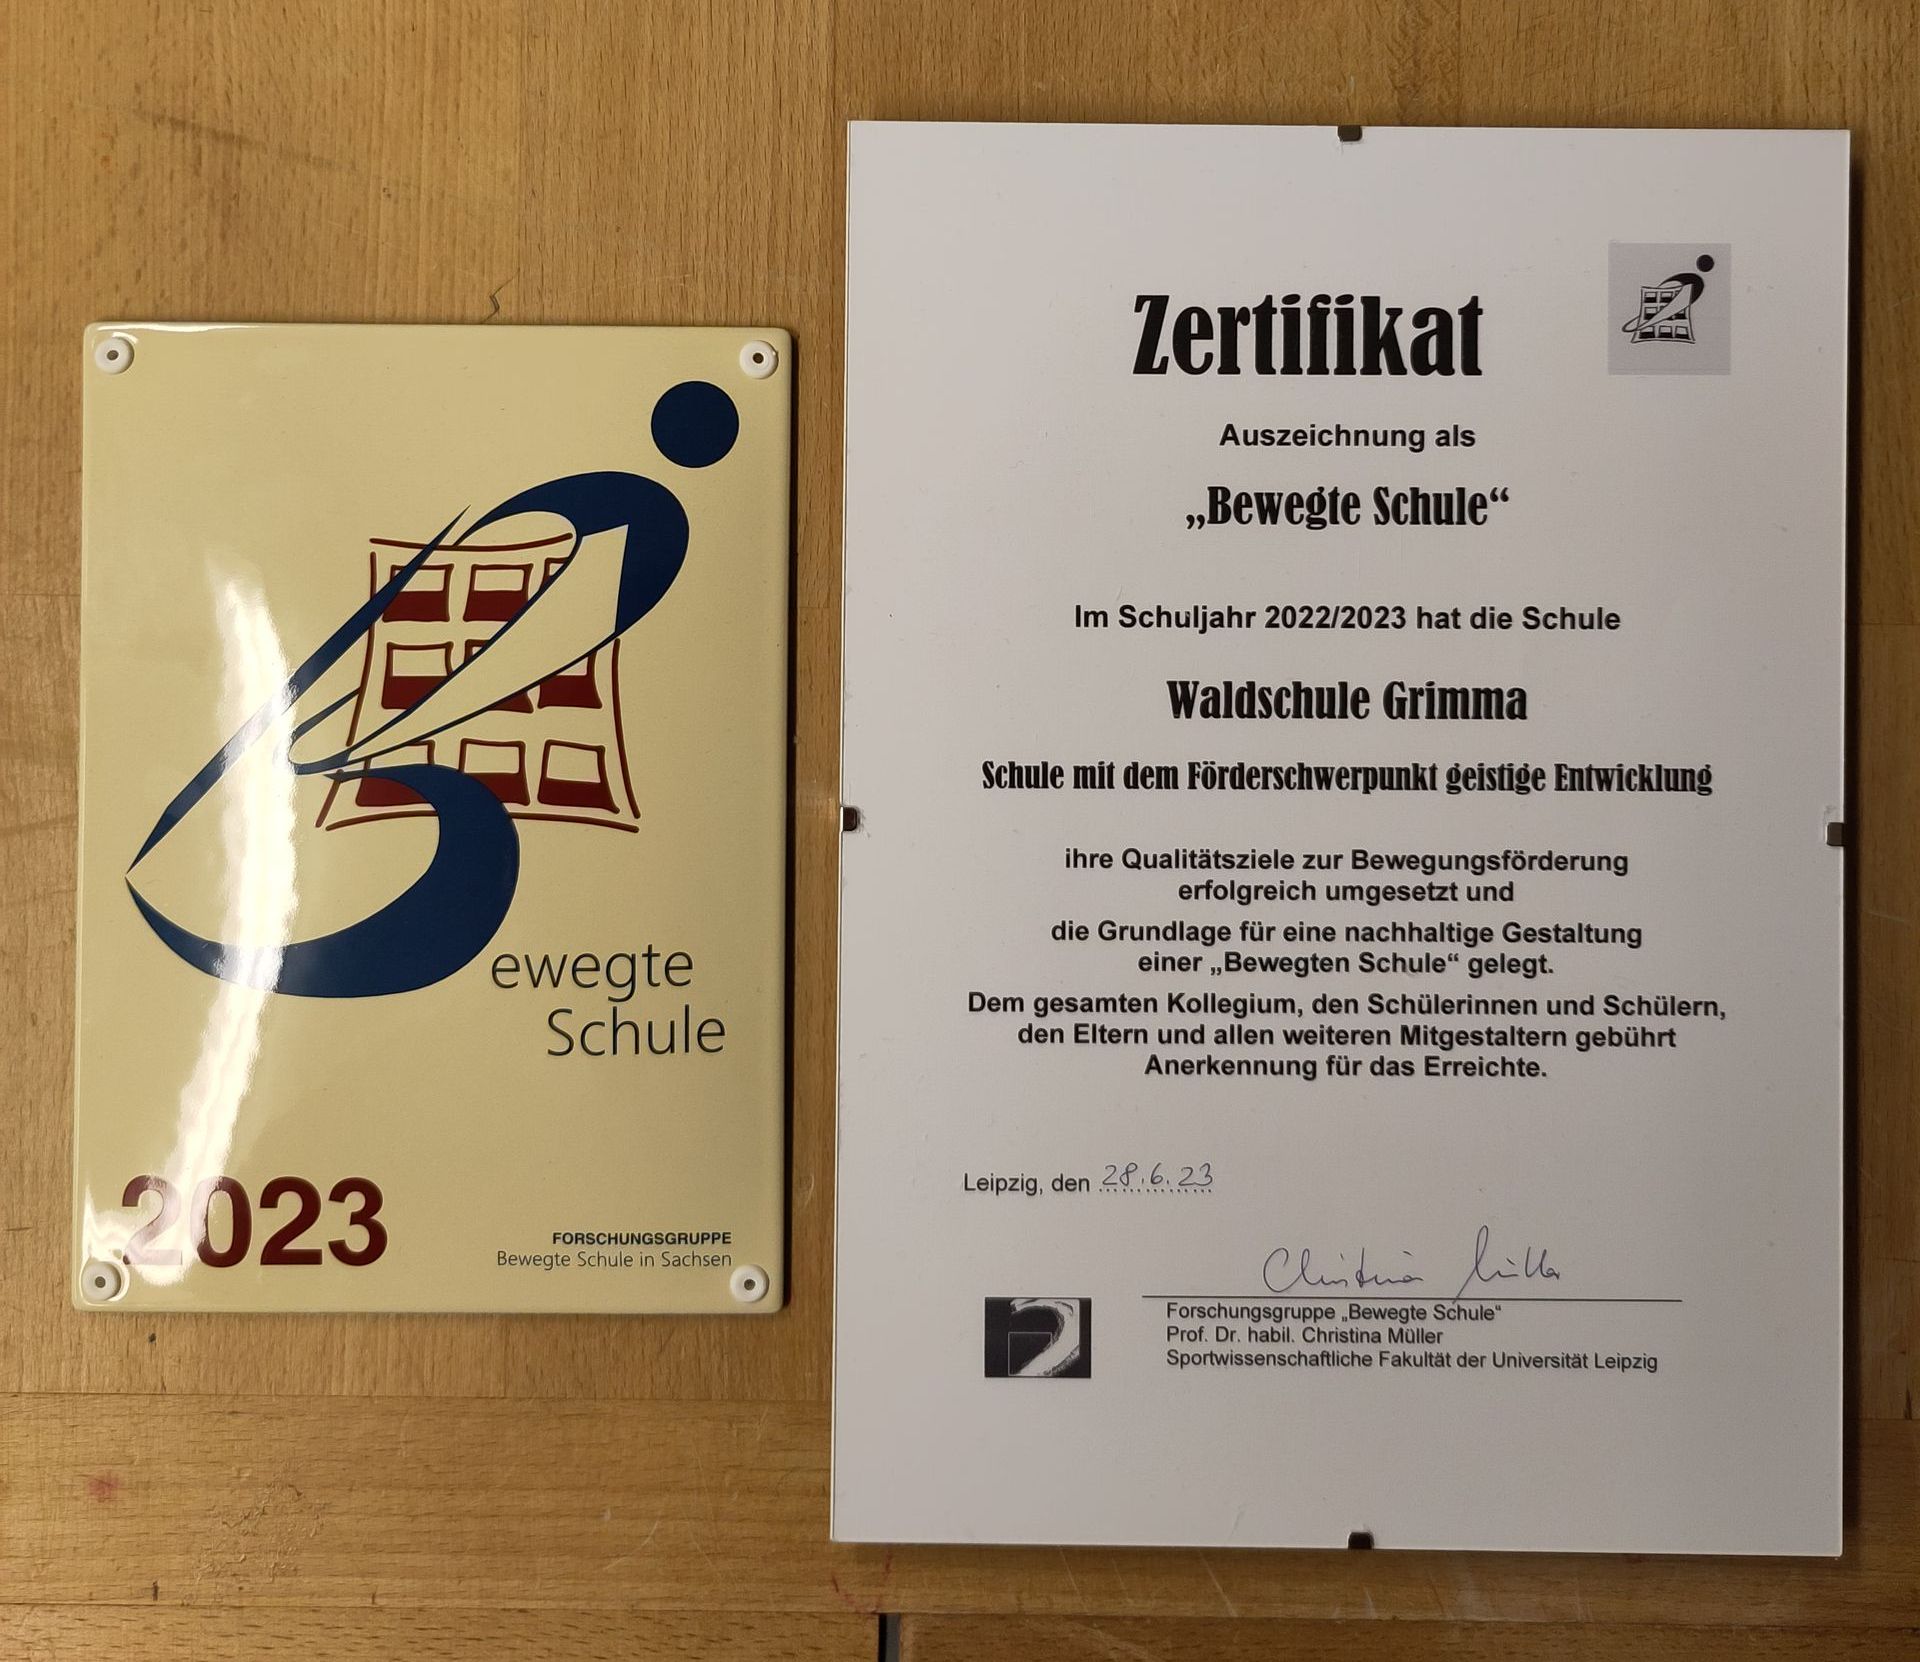 Bewegte
Schule
2023
FORSCHUNGSGRUPPE
Bewegte Schule in Sachsen
Zertifikat
Auszeichnung als
„Bewegte Schule“
Im Schuljahr 2022/2023 hat die Schule
Waldschule Grimma
Schule mit dem Förderschwerpunkt geistige Entwicklung
ihre Qualitätsziele zur Bewegungsförderung
erfolgreich umgesetzt und
die Grundlage für eine nachhaltige Gestaltung
einer „Bewegten Schule“ gelegt.
Dem gesamten Kollegium, den Schülerinnen und Schülern,
den Eltern und allen weiteren Mitgestaltern gebührt
Anerkennung für das Erreichte.
Leipzig, den 28.6.23
Christina Müller
Forschungsgruppe „Bewegte Schule“
Prof. Dr. habil. Christina Müller
Sportwissenschaftliche Fakultät der Universität Leipzig